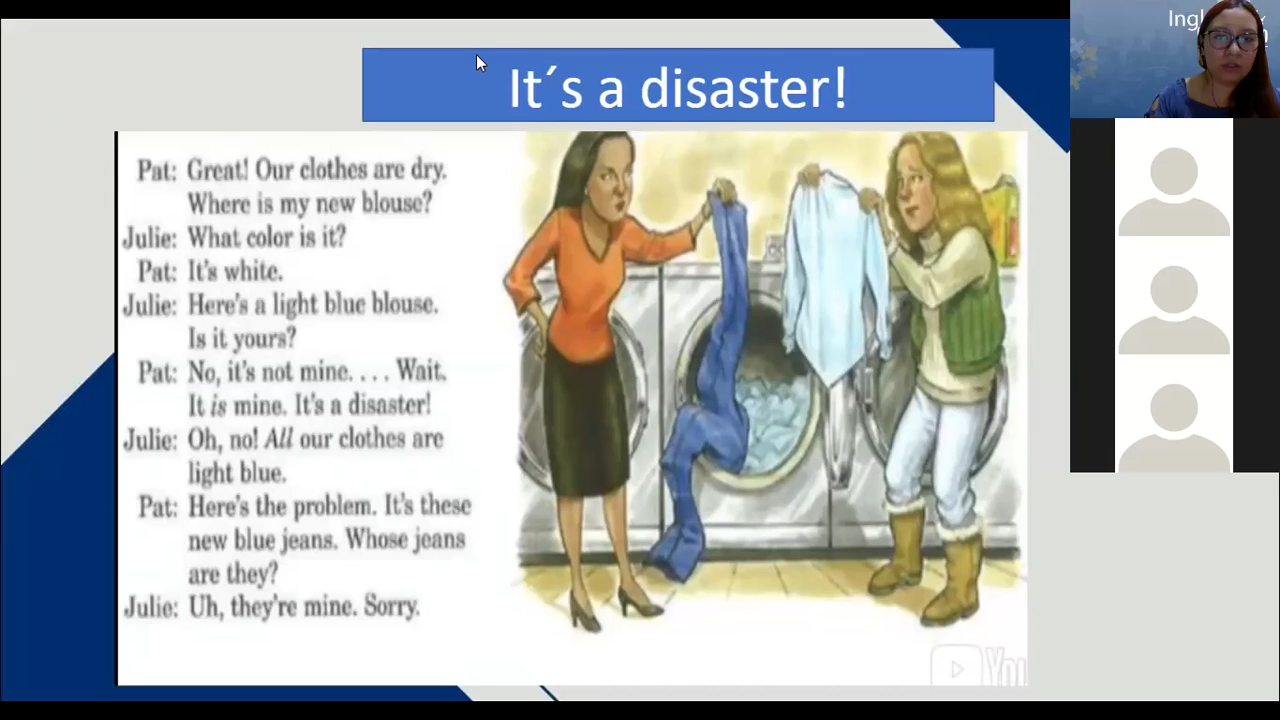 It´s a disaster!
Pat: Great! Our clothes are dry.
Where is my new blouse?
Julie: What color is it?
Pat: It's white.
Julie: Here's a light blue blouse.
Is it yours?
Pat: No, it's not mine. . . . Wait.
It is mine. It's a disaster!
Julie: Oh, no! All our clothes are
light blue.
Pat: Here's the problem. It's these
new blue jeans. Whose jeans
are they?
Julie: Uh, they're mine. Sorry.